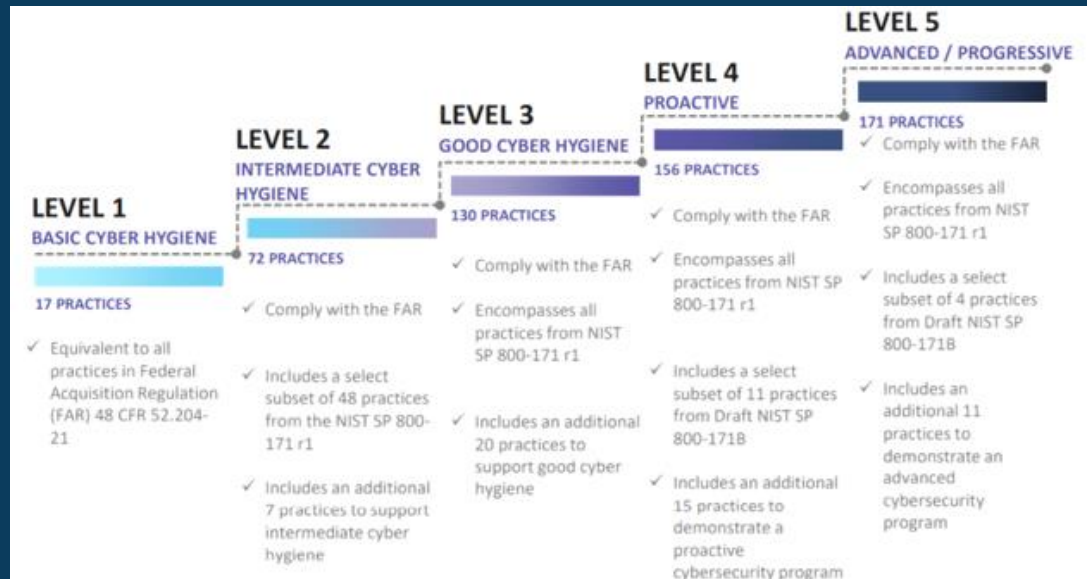 LEVEL 1
BASIC CYBER HYGIENE
17 PRACTICES
✓ Equivalent to all
practices in Federal
Acquisition Regulation
(FAR) 48 CFR 52.204-
21
LEVEL 2
INTERMEDIATE CYBER
HYGIENE
72 PRACTICES
✓ Comply with the FAR
✓ Includes a select
subset of 48 practices
from the NIST SP 800-
171 r1
✓ Includes an additional
7 practices to support
intermediate cyber
hygiene
LEVEL 3
GOOD CYBER HYGIENE
130 PRACTICES
✓ Comply with the FAR
✓ Encompasses all
practices from NIST
SP 800-171 r1
✓ Includes an additional
20 practices to
support good cyber
hygiene
LEVEL 4
PROACTIVE
156 PRACTICES
✓ Comply with the FAR
✓ Encompasses all
practices from NIST SP
800-171 r1
✓ Includes a select
subset of 11 practices
from Draft NIST SP
800-171B
✓ Includes an additional
15 practices to
demonstrate a
proactive
cybersecurity program
LEVEL 5
ADVANCED / PROGRESSIVE
171 PRACTICES
✓ Comply with the FAR
✓ Encompasses all
practices from NIST
SP 800-171 r1
✓ Includes a select
subset of 4 practices
from Draft NIST SP
800-171B
✓ Includes an
additional 11
practices to
demonstrate an
advanced
cybersecurity
program